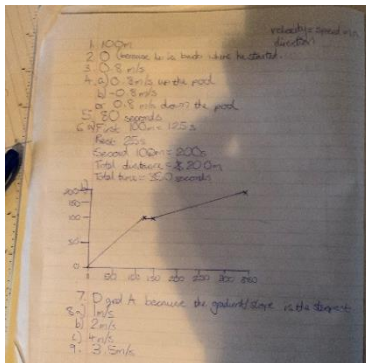 velocity = speed in a
direction
1. 100m
2. 0 because he is back where he started.
3. 0.8 m/s
4. a) 0.8m/s up the pool
b) -0.8 m/s
or 0.8 m/s down the pool
5. 80 seconds
6. a) First 100m = 125s
Rest 25s
Second 100m = 200s
Total distance = 200m
Total time = 350 seconds
b)
200
150
100
50
0
0 50 100 150 200 250 300 350
7. D and A because the gradient/slope is the steepest
8. a) 1m/s
b) 2m/s
c) 4m/s
9. 3.5m/s